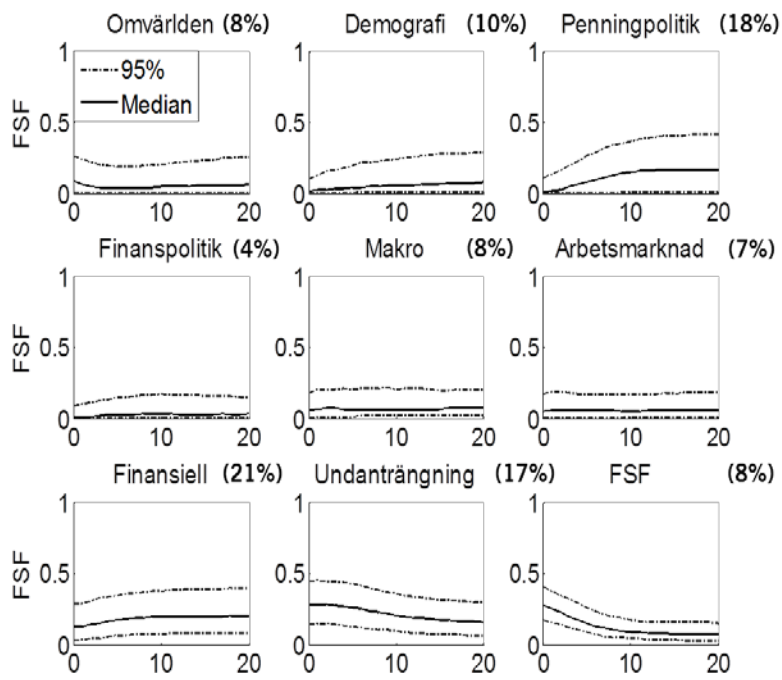 Omvärlden (8%) Demografi (10%) Penningpolitik (18%)
1 1 1
95%
Median
FSF 0.5 0.5 0.5
0 0 0
0 10 20 0 10 20 0 10 20
Finanspolitik (4%) Makro (8%) Arbetsmarknad (7%)
1 1 1
FSF 0.5 0.5 0.5
0 0 0
0 10 20 0 10 20 0 10 20
Finansiell (21%) Undanträngning (17%) FSF (8%)
1 1 1
FSF 0.5 0.5 0.5
0 0 0
0 10 20 0 10 20 0 10 20